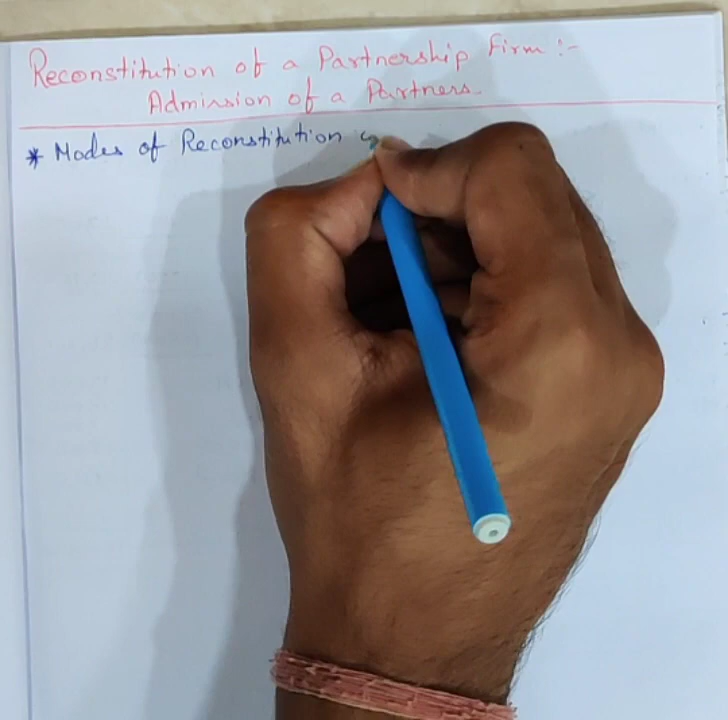 Reconstitution of a Partnership Firm :-
Admission of a Partners.
* Modes of Reconstitution